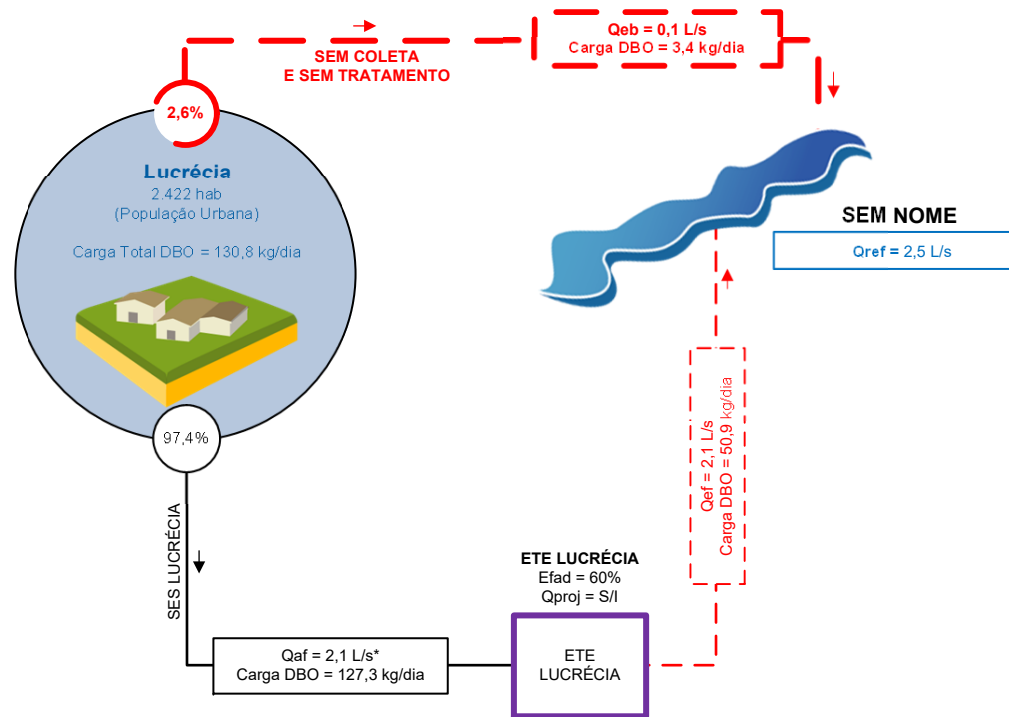 Qeb = 0,1 L/s
Carga DBO = 3,4 kg/dia
SEM COLETA
E SEM TRATAMENTO
2,6%
Lucrécia
2.422 hab
(População Urbana)
Carga Total DBO = 130,8 kg/dia
SEM NOME
Qref = 2,5 L/s
97,4%
SES LUCRÉCIA
Qef = 2,1 L/s
Carga DBO = 50,9 kg/dia
ETE LUCRÉCIA
Efad = 60%
Qproj = S/I
Qaf = 2,1 L/s*
Carga DBO = 127,3 kg/dia
ETE
LUCRÉCIA